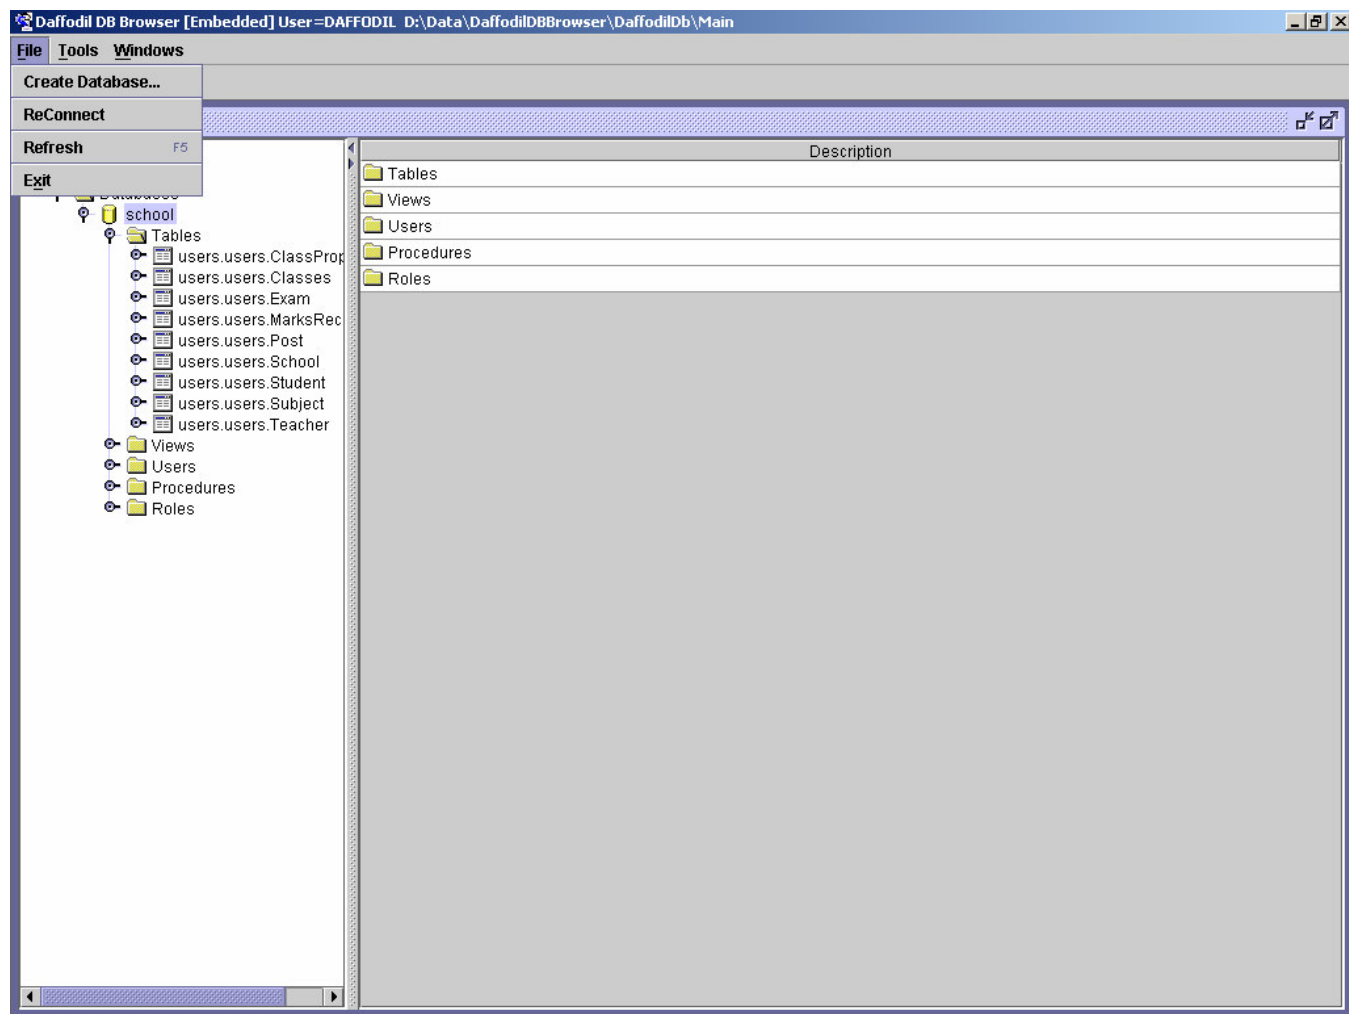 Daffodil DB Browser [Embedded] User=DAFFODIL D:\Data\DaffodilDBBrowser\DaffodilDb\Main
File Tools Windows
Create Database...
ReConnect
Refresh F5
Exit
Databases
school
Tables
users.users.ClassProp
users.users.Classes
users.users.Exam
users.users.MarksRec
users.users.Post
users.users.School
users.users.Student
users.users.Subject
users.users.Teacher
Views
Users
Procedures
Roles
Description
Tables
Views
Users
Procedures
Roles